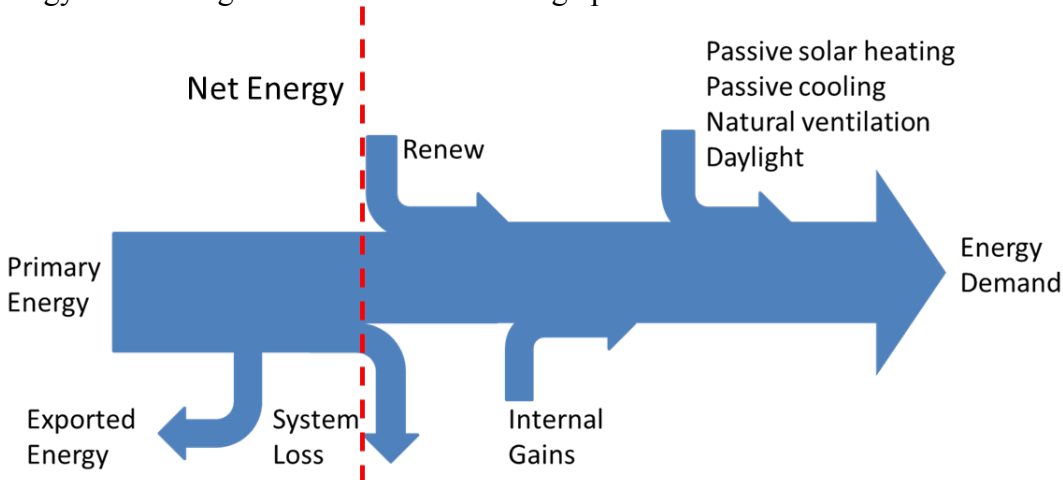 Net Energy
Passive solar heating
Passive cooling
Natural ventilation
Daylight
Renew
Primary
Energy
Energy
Demand
Exported
Energy
System
Loss
Internal
Gains